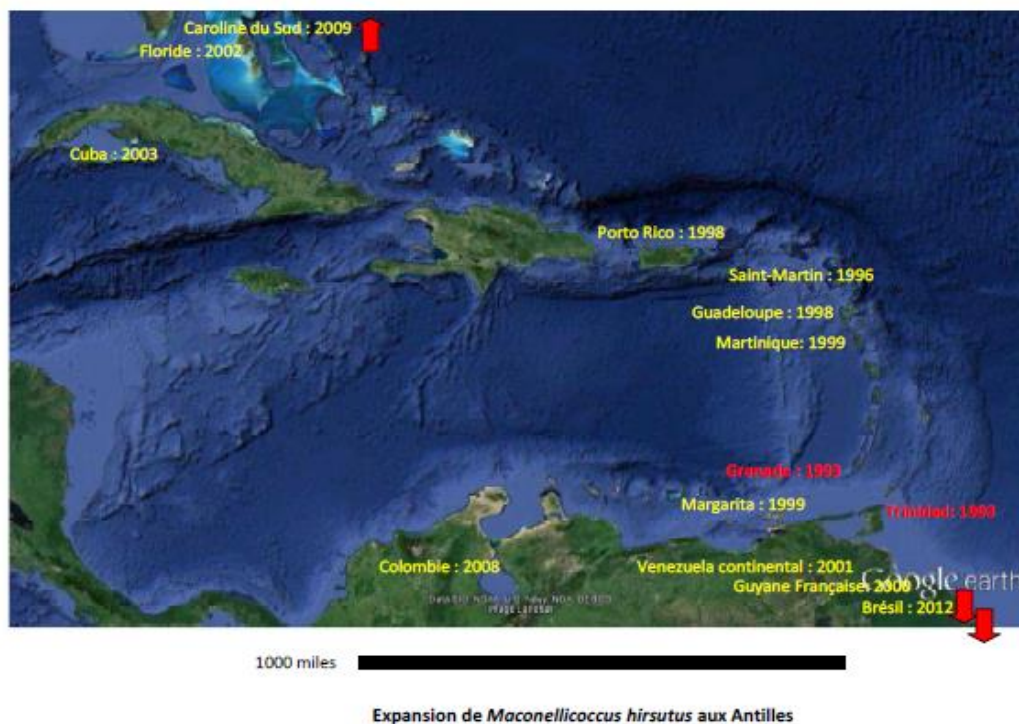 Caroline du Sud : 2009
Floride : 2002
Cuba : 2003
Porto Rico : 1998
Saint-Martin : 1996
Guadeloupe : 1998
Martinique: 1999
Grenade : 1993
Margarita : 1999
Trinidad: 1993
Colombie : 2008
Venezuela continental : 2001
Guyane Française:
Google earth
Brésil : 2012
1000 miles
Expansion de Maconellicoccus hirsutus aux Antilles